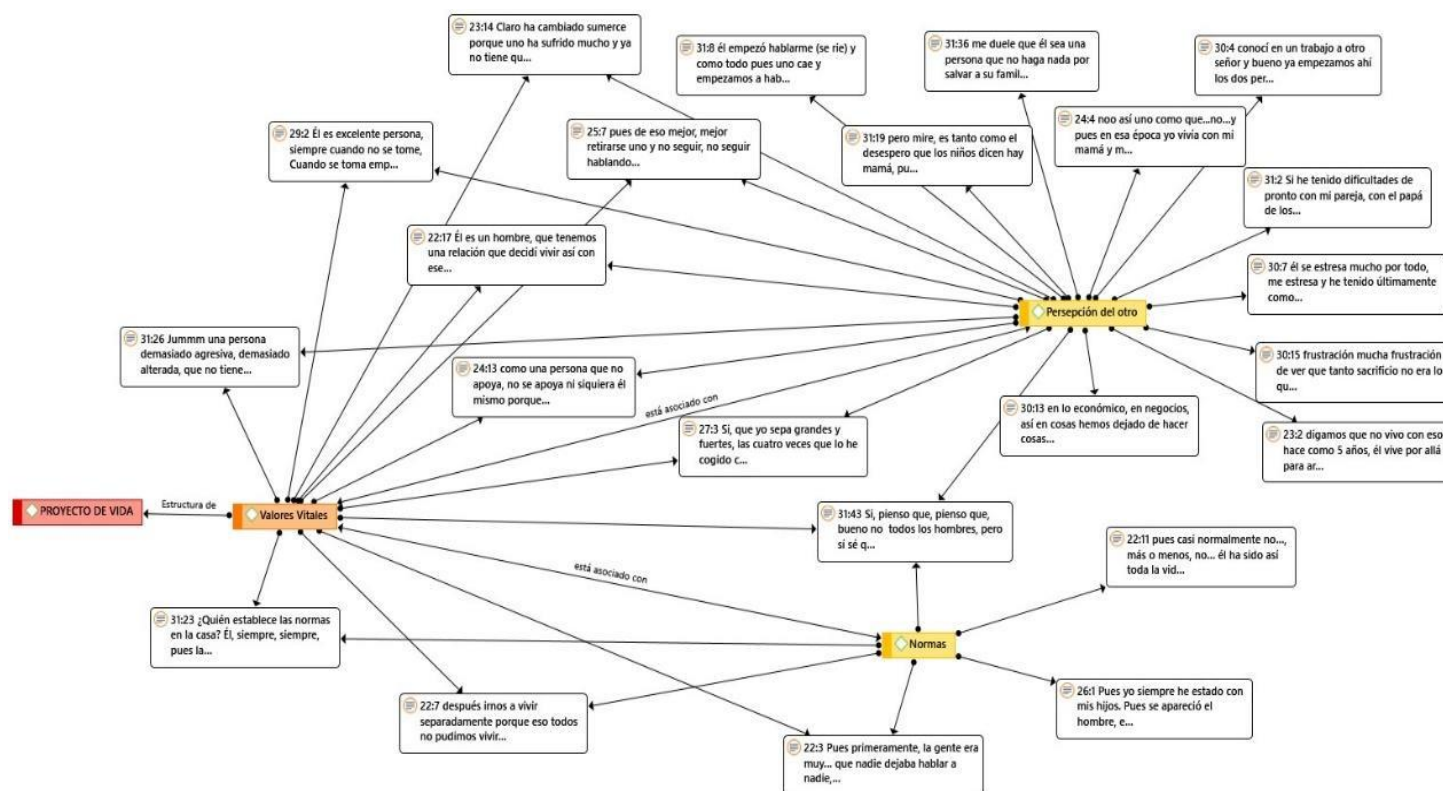 23:14 Claro ha cambiado sumerce
porque uno ha sufrido mucho y ya
no tiene qu...
31:8 él empezó hablarme (se rie) y
como todo pues uno cae y
empezamos a hab...
31:36 me duele que él sea una
persona que no haga nada por
salvar a su famil...
30:4 conocí en un trabajo a otro
señor y bueno ya empezamos ahí
los dos per...
29:2 Él es excelente persona,
siempre cuando no se tome,
Cuando se toma emp...
25:7 pues de eso mejor, mejor
retirarse uno y no seguir, no seguir
hablando...
31:19 pero mire, es tanto como el
desespero que los niños dicen hay
mamá, pu...
24:4 noo así uno como que...no...y
pues en esa época yo vivía con mi
mamá y m...
31:2 Si he tenido dificultades de
pronto con mi pareja, con el papá
de los...
22:17 Él es un hombre, que tenemos
una relación que decidí vivir así con
ese...
30:7 él se estresa mucho por todo,
me estresa y he tenido últimamente
como...
Persepción del otro
31:26 Jummm una persona
demasiado agresiva, demasiado
alterada, que no tiene...
24:13 como una persona que no
apoya, no se apoya ni siquiera él
mismo porque...
está asociado con
30:15 frustración mucha frustración
de ver que tanto sacrificio no era lo
qu...
30:13 en lo económico, en negocios,
así en cosas hemos dejado de hacer
cosas...
27:3 Si, que yo sepa grandes y
fuertes, las cuatro veces que lo he
cogido c...
23:2 digamos que no vivo con eso
hace como 5 años, él vive por allá
para ar...
PROYECTO DE VIDA
Estructura de
Valores Vitales
31:43 Si, pienso que, pienso que,
bueno no todos los hombres, pero
si sé q...
22:11 pues casi normalmente no...,
más o menos, no... él ha sido así
toda la vid...
está asociado con
31:23 ¿Quién establece las normas
en la casa? Él, siempre, siempre,
pues la...
Normas
22:7 después irnos a vivir
separadamente porque eso todos
no pudimos vivir...
26:1 Pues yo siempre he estado con
mis hijos. Pues se apareció el
hombre, e...
22:3 Pues primeramente, la gente era
muy... que nadie dejaba hablar a
nadie,...